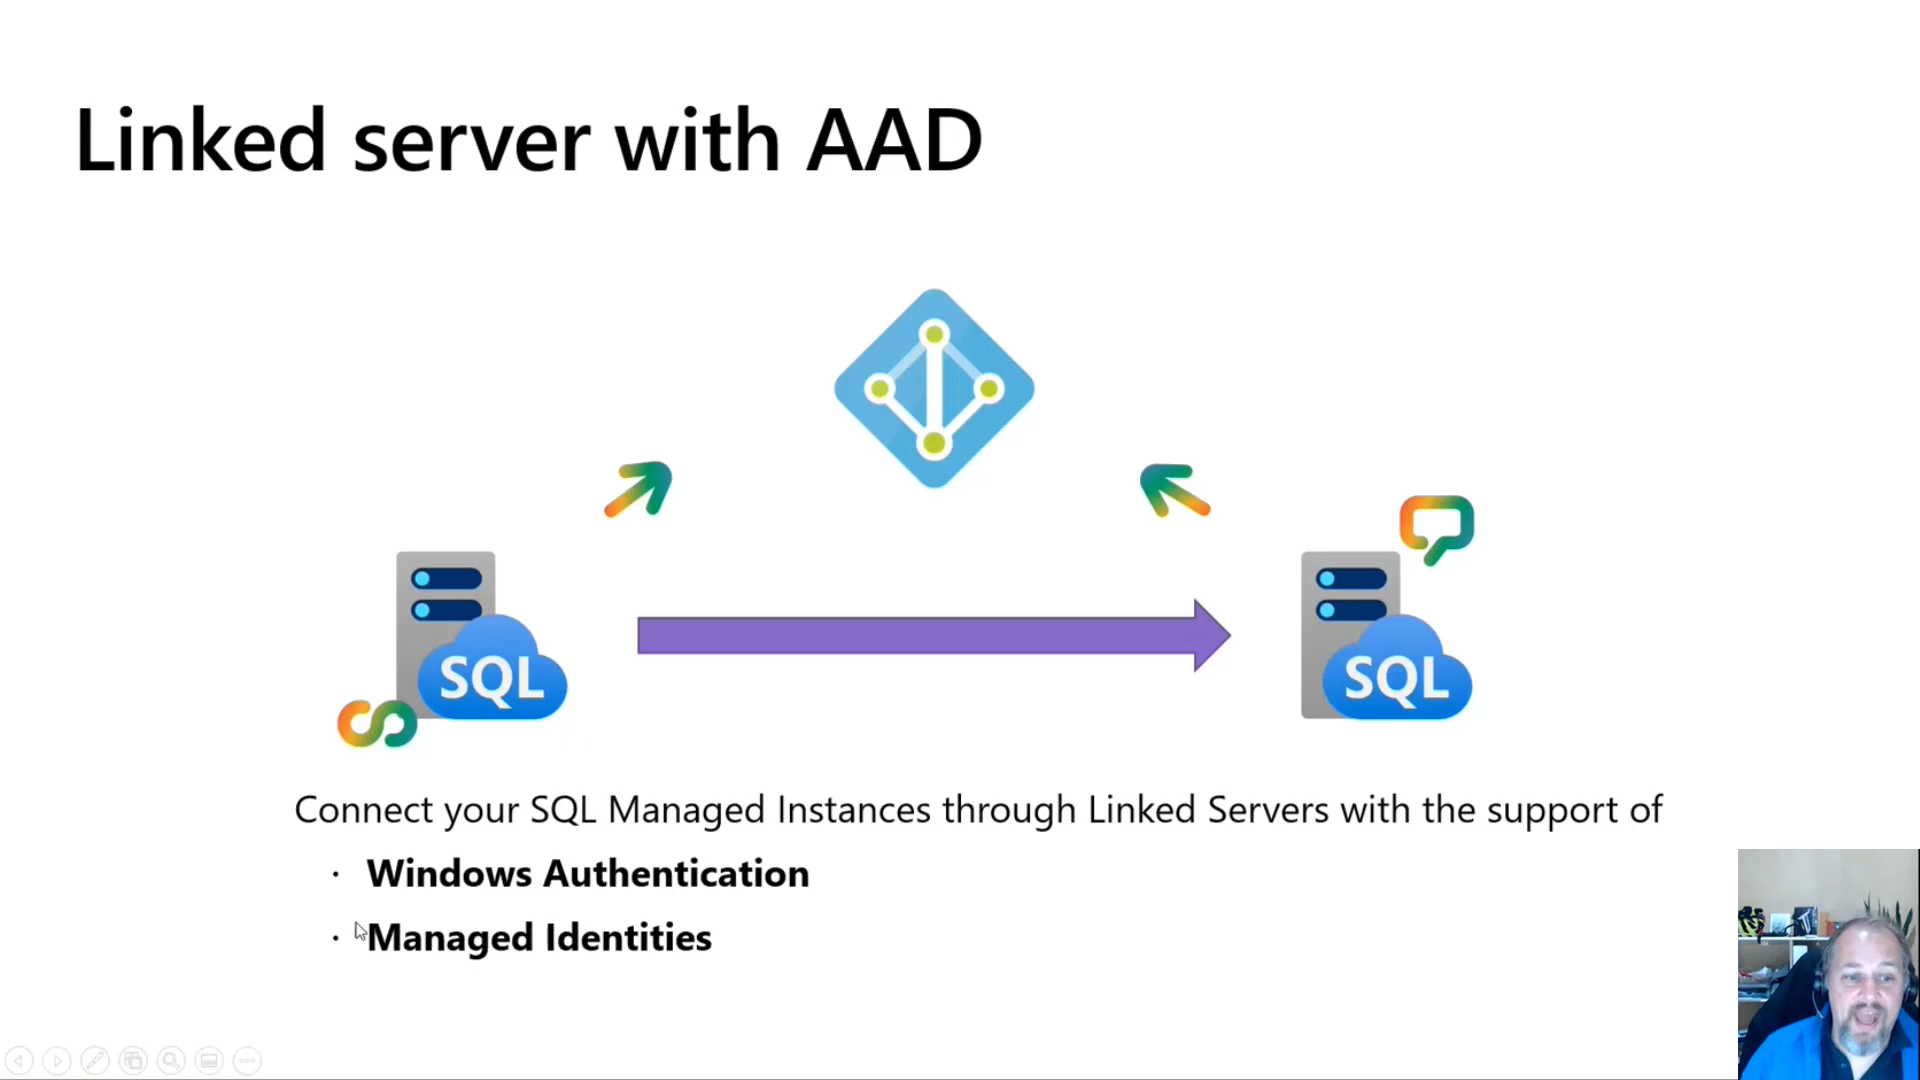 Linked server with AAD
SQL
SQL
Connect your SQL Managed Instances through Linked Servers with the support of
· Windows Authentication
· Managed Identities